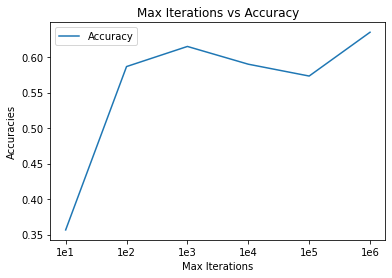 Max Iterations vs Accuracy
Accuracy
Accuracies
0.60
0.55
0.50
0.45
0.40
0.35
1e1 1e2 1e3 1e4 1e5 1e6
Max Iterations